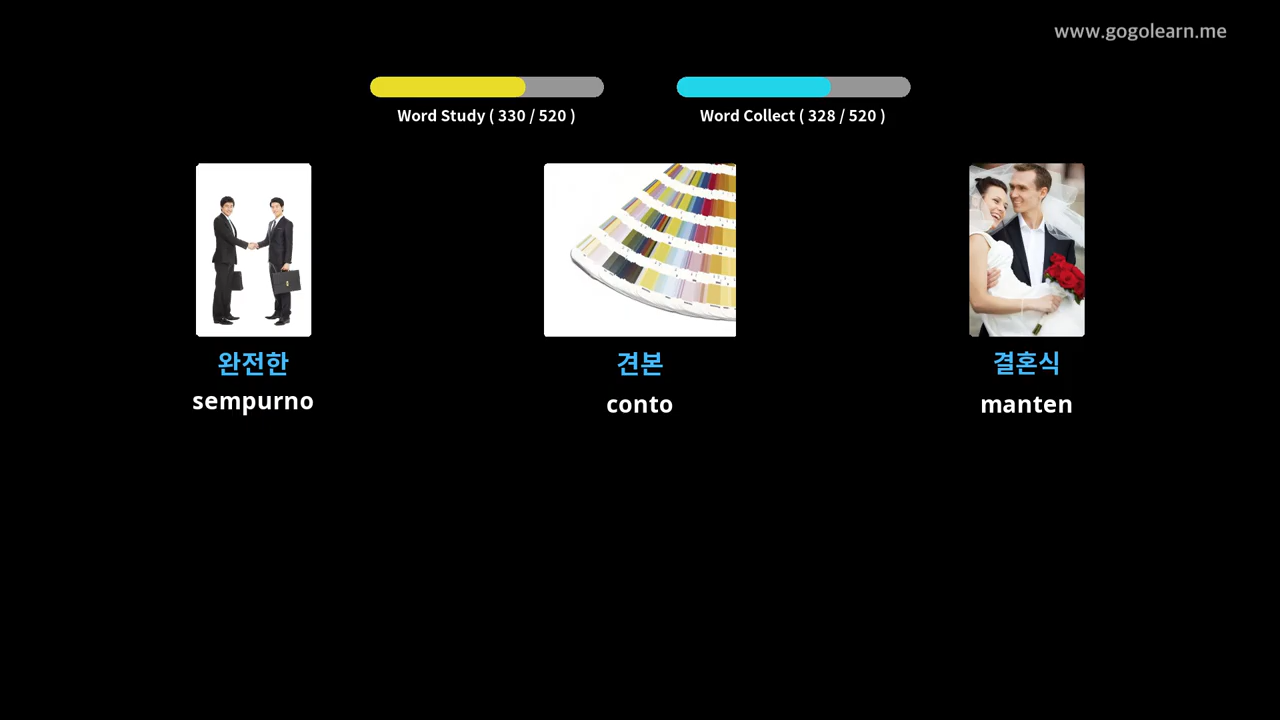 www.gogolearn.me
Word Study ( 330 / 520 )
Word Collect ( 328 / 520 )
완전한
견본
결혼식
sempurno
conto
manten